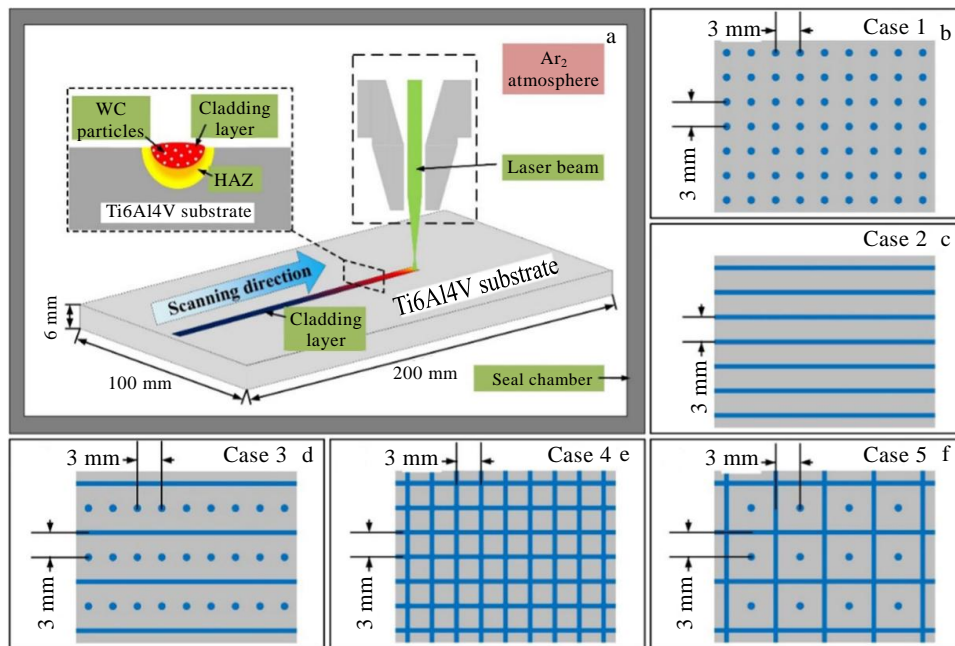 a
Ar2
atmosphere
WC
particles
Cladding
layer
HAZ
Ti6Al4V substrate
Laser beam
Scanning direction
Ti6Al4V substrate
Cladding
layer
6 mm
100 mm
200 mm
Seal chamber
3 mm
Case 1
b
3 mm
Case 2
c
3 mm
3 mm
Case 3
d
3 mm
3 mm
Case 4
e
3 mm
3 mm
Case 5
f
3 mm